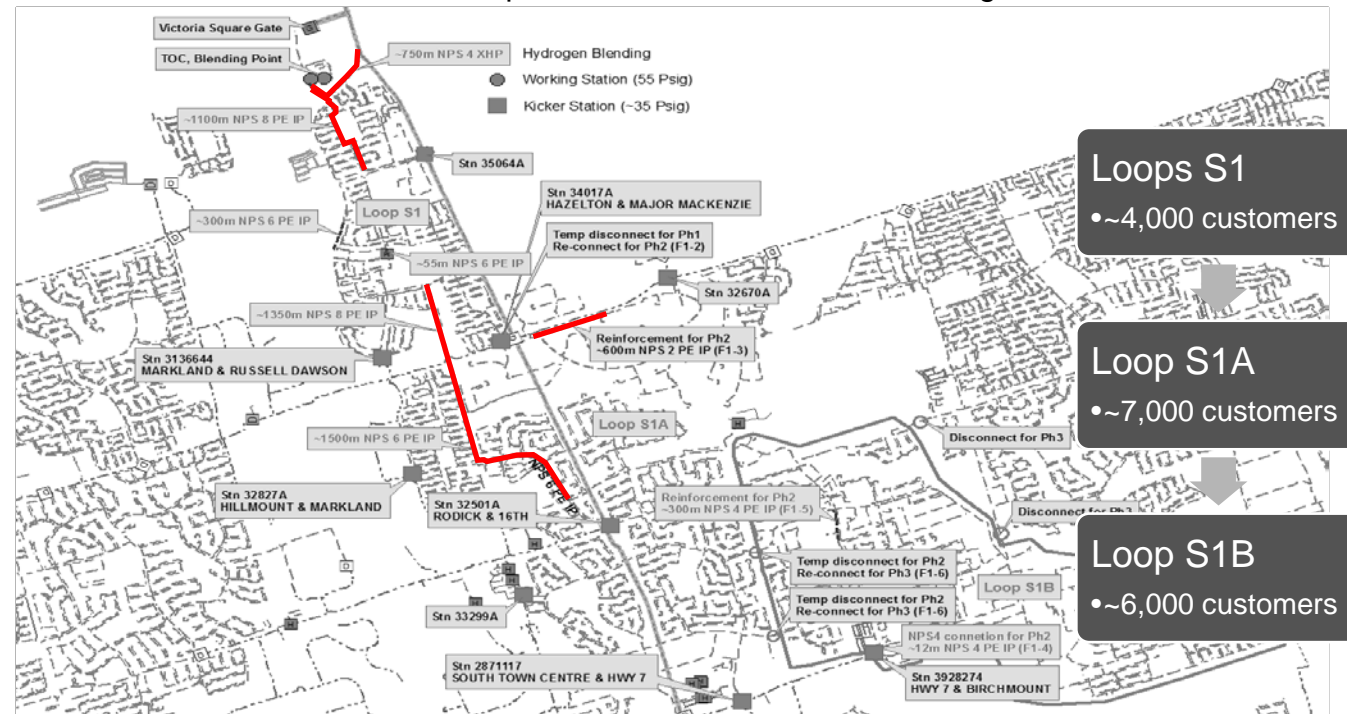 Victoria Square Gate
TOC, Blending Point
~750m NPS 4 XHP
Hydrogen Blending
Working Station (55 Psig)
Kicker Station (~35 Psig)
~1100m NPS 8 PE IP
Stn 35064A
Stn 34017A
HAZELTON & MAJOR MACKENZIE
Loop S1
~300m NPS 6 PE IP
Temp disconnect for Ph1
Re-connect for Ph2 (F1-2)
~55m NPS 6 PE IP
Stn 32670A
~1350m NPS 8 PE IP
Reinforcement for Ph2
~600m NPS 2 PE IP (F1-3)
Stn 3136644
MARKLAND & RUSSELL DAWSON
Loop S1A
~1500m NPS 6 PE IP
Disconnect for Ph3
NPS 6 PE IP
Stn 32827A
HILLMOUNT & MARKLAND
Stn 32501A
RODICK & 16TH
Reinforcement for Ph2
~300m NPS 4 PE IP (F1-5)
Disconnect for Ph3
Temp disconnect for Ph2
Re-connect for Ph3 (F1-6)
Loop S1B
Temp disconnect for Ph2
Re-connect for Ph3 (F1-6)
Stn 33299A
NPS4 connetion for Ph2
~12m NPS 4 PE IP (F1-4)
Stn 2871117
SOUTH TOWN CENTRE & HWY 7
Stn 3928274
HWY 7 & BIRCHMOUNT
Loops S1
•~4,000 customers
Loop S1A
•~7,000 customers
Loop S1B
•~6,000 customers